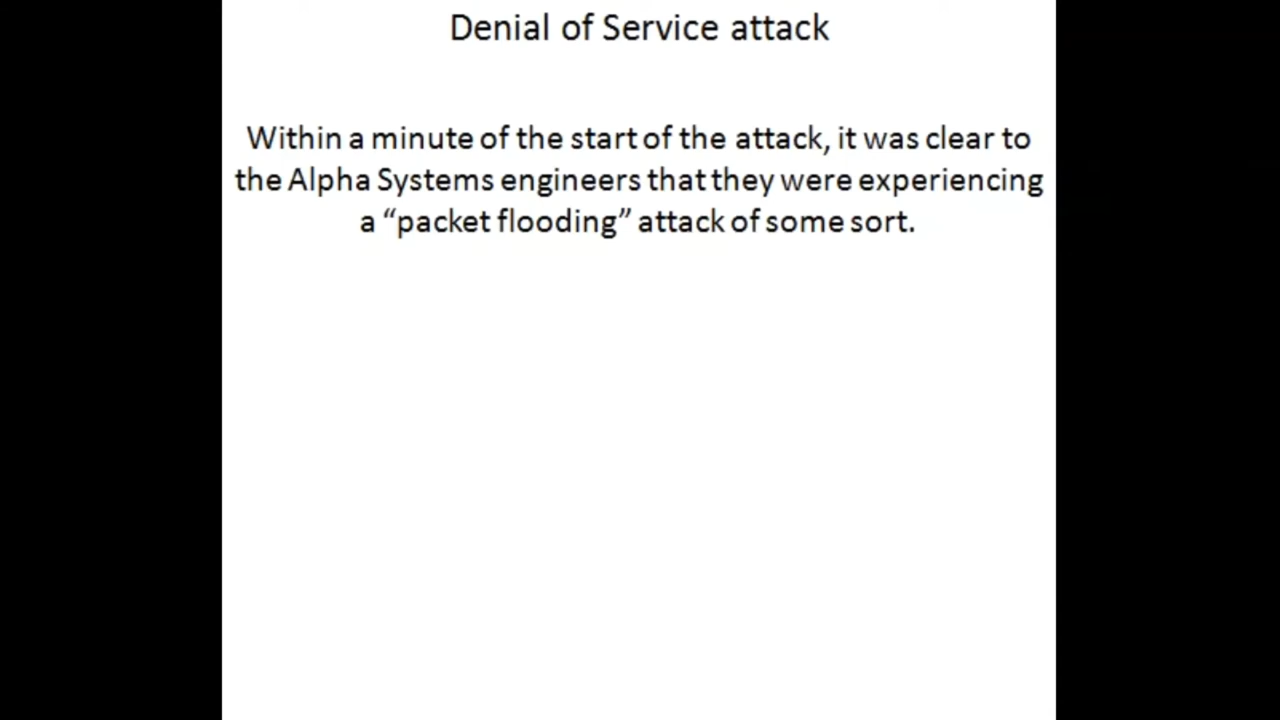 Denial of Service attack
Within a minute of the start of the attack, it was clear to
the Alpha Systems engineers that they were experiencing
a “packet flooding” attack of some sort.